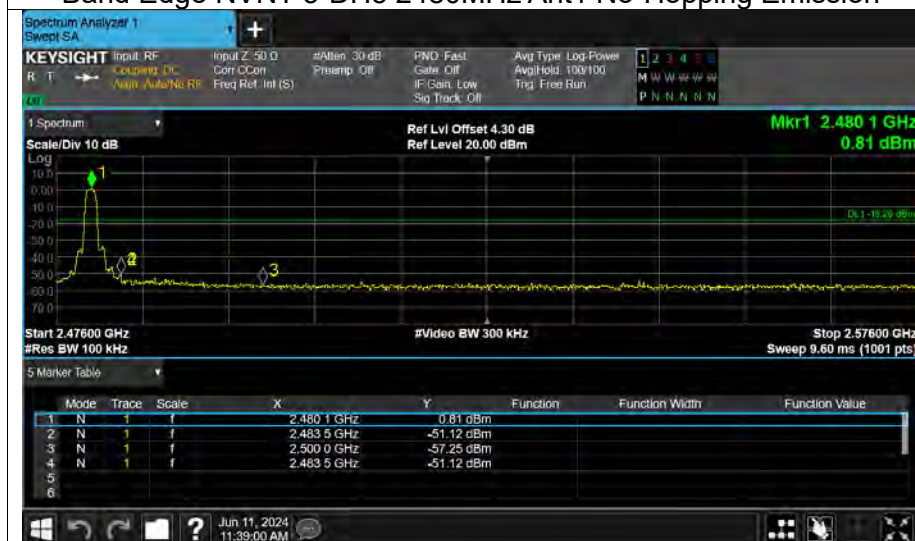 Band Edge NVNT 3-DH5 2480MHz Ant1 No-Hopping Emission
Spectrum Analyzer 1
Swept SA
+
KEYSIGHT Input: RF Input Z: 50 Ω #Atten: 30 dB PNO: Fast Avg Type: Log-Power 1 2 3 4 5 6
R T Coupling: DC Corr CCorr Preamp: Off Gate: Off Avg|Hold: 100/100 M W W W W W
Align: Auto/No RF Freq Ref: Int (S) IF Gain: Low Trig: Free Run
Sig Track: Off P N N N N N
1 Spectrum Ref Lvl Offset 4.30 dB Mkr1 2.480 1 GHz
Scale/Div 10 dB Ref Level 20.00 dBm 0.81 dBm
Log
10.0
1
0.00
-10.0
DL1 -19.20 dBm
-20.0
-30.0
-40.0
2
3
-50.0
-60.0
-70.0
Start 2.47600 GHz #Video BW 300 kHz Stop 2.57600 GHz
#Res BW 100 kHz Sweep 9.60 ms (1001 pts)
5 Marker Table
Mode Trace Scale X Y Function Function Width Function Value
1 N 1 f 2.480 1 GHz 0.81 dBm
2 N 1 f 2.483 5 GHz -51.12 dBm
3 N 1 f 2.500 0 GHz -57.25 dBm
4 N 1 f 2.483 5 GHz -51.12 dBm
5
6
? Jun 11, 2024
11:39:00 AM